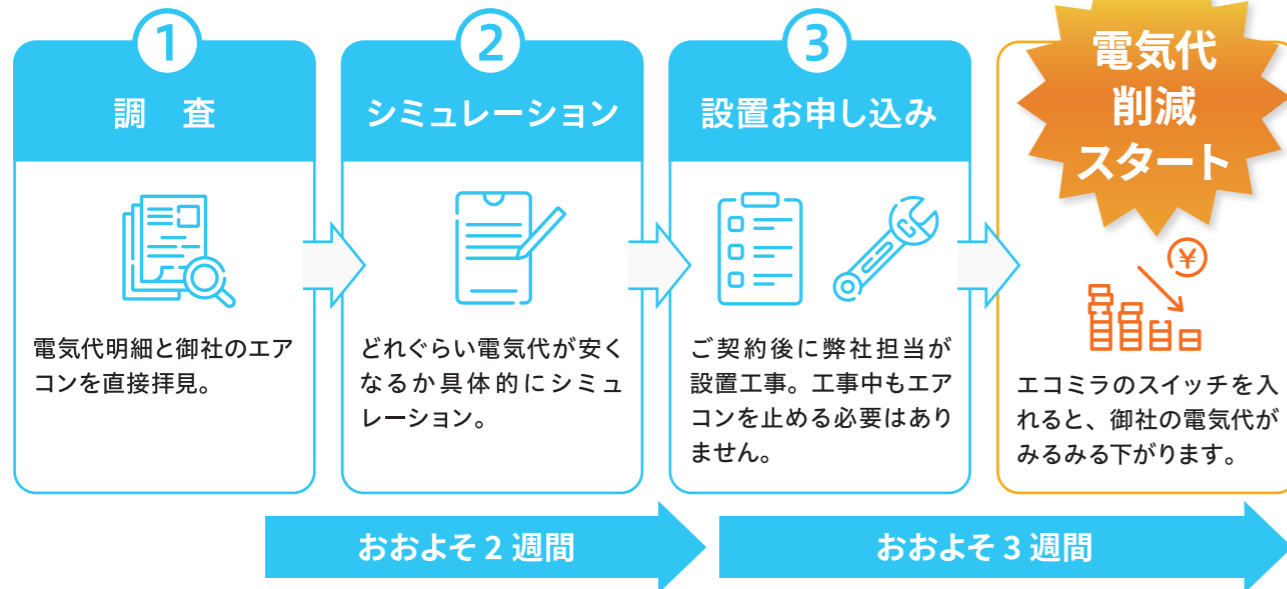 1
調 査
電気代明細と御社のエア
コンを直接拝見。
2
シミュレーション
どれぐらい電気代が安く
なるか具体的にシミュ
レーション。
3
設置お申し込み
ご契約後に弊社担当が
設置工事。工事中もエア
コンを止める必要はあり
ません。
電気代
削減
スタート
¥
エコミラのスイッチを入
れると、御社の電気代が
みるみる下がります。
おおよそ 2 週間
おおよそ 3 週間